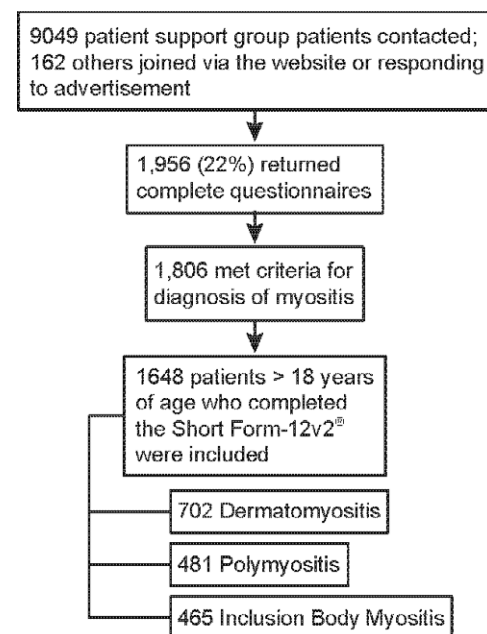 9049 patient support group patients contacted;
162 others joined via the website or responding
to advertisement
1,956 (22%) returned
complete questionnaires
1,806 met criteria for
diagnosis of myositis
1648 patients > 18 years
of age who completed
the Short Form-12v2®
were included
702 Dermatomyositis
481 Polymyositis
465 Inclusion Body Myositis